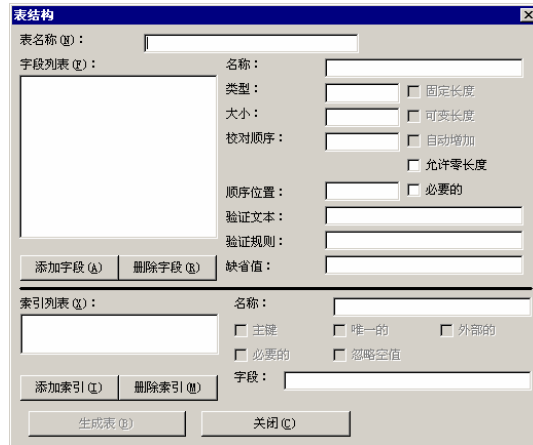 表结构
表名称(N)：
字段列表(F)：
名称：
类型：
固定长度
大小：
可变长度
校对顺序：
自动增加
允许零长度
顺序位置：
必要的
验证文本：
验证规则：
添加字段(A)
删除字段(R)
缺省值：
索引列表(X)：
名称：
主键
唯一的
外部的
必要的
忽略空值
添加索引(I)
删除索引(M)
字段：
生成表(B)
关闭(C)